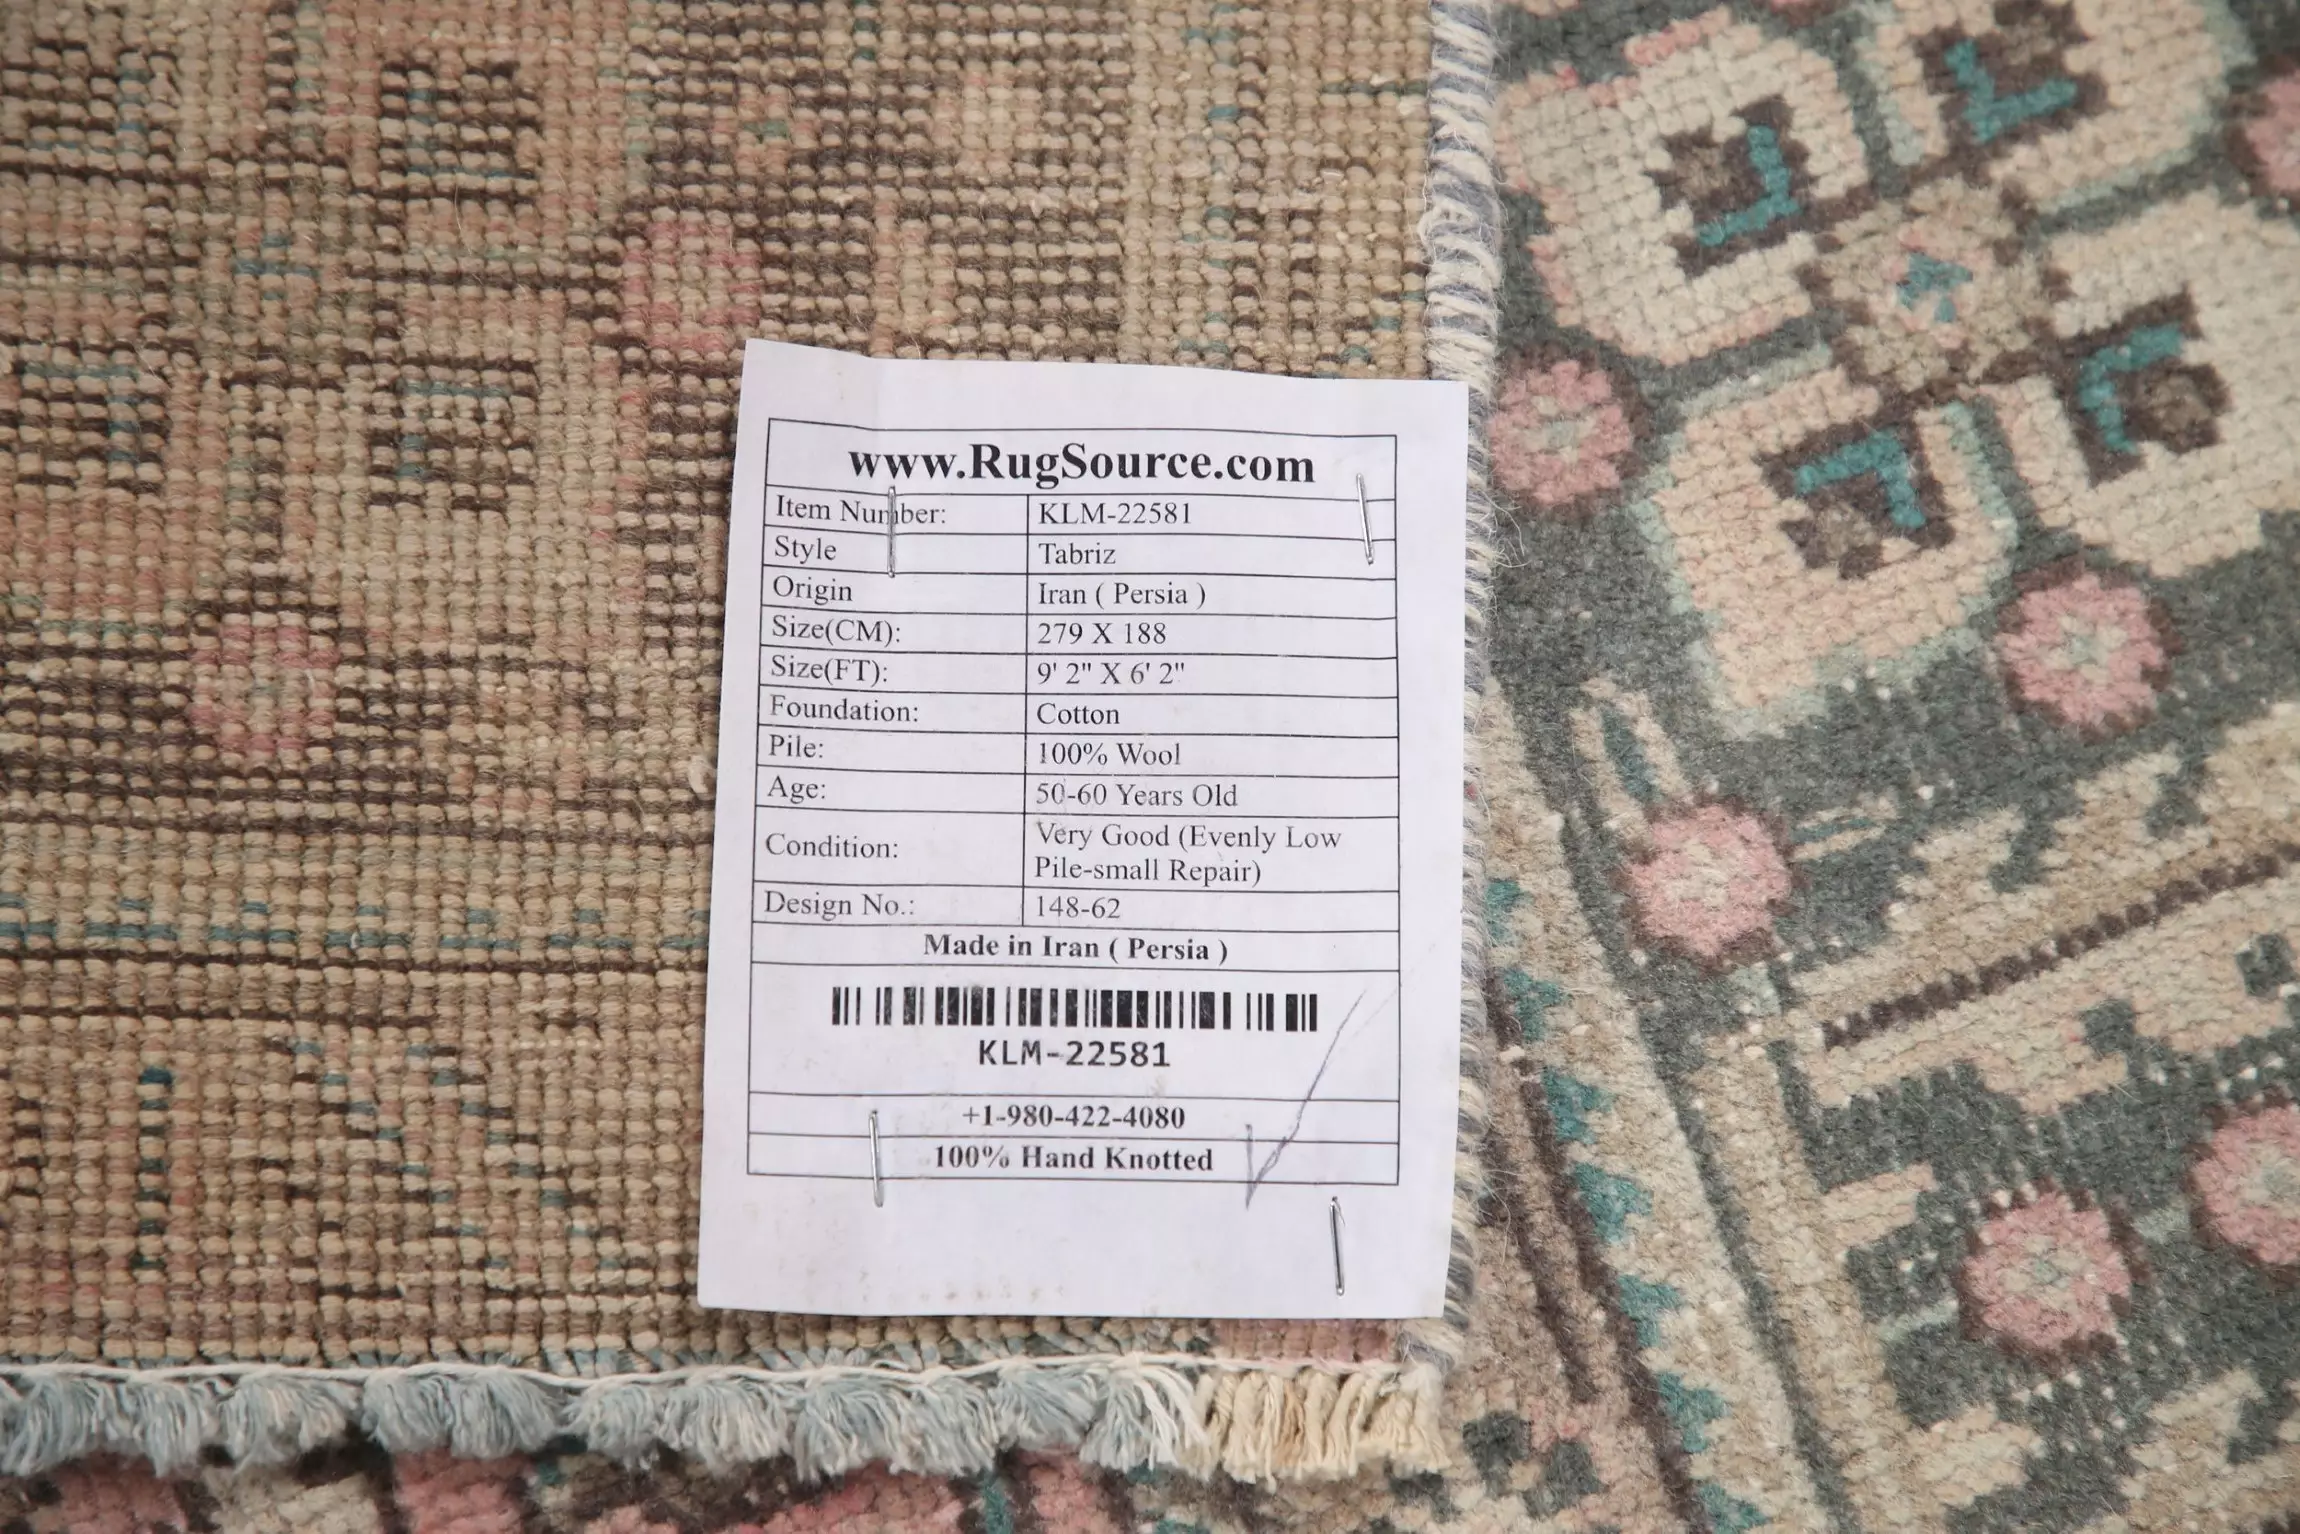 www.RugSource.com
Item Number: KLM-22581
Style Tabriz
Origin Iran ( Persia )
Size(CM): 279 X 188
Size(FT): 9' 2" X 6' 2"
Foundation: Cotton
Pile: 100% Wool
Age: 50-60 Years Old
Condition: Very Good (Evenly Low
Pile-small Repair)
Design No.: 148-62
Made in Iran ( Persia )
KLM-22581
+1-980-422-4080
100% Hand Knotted